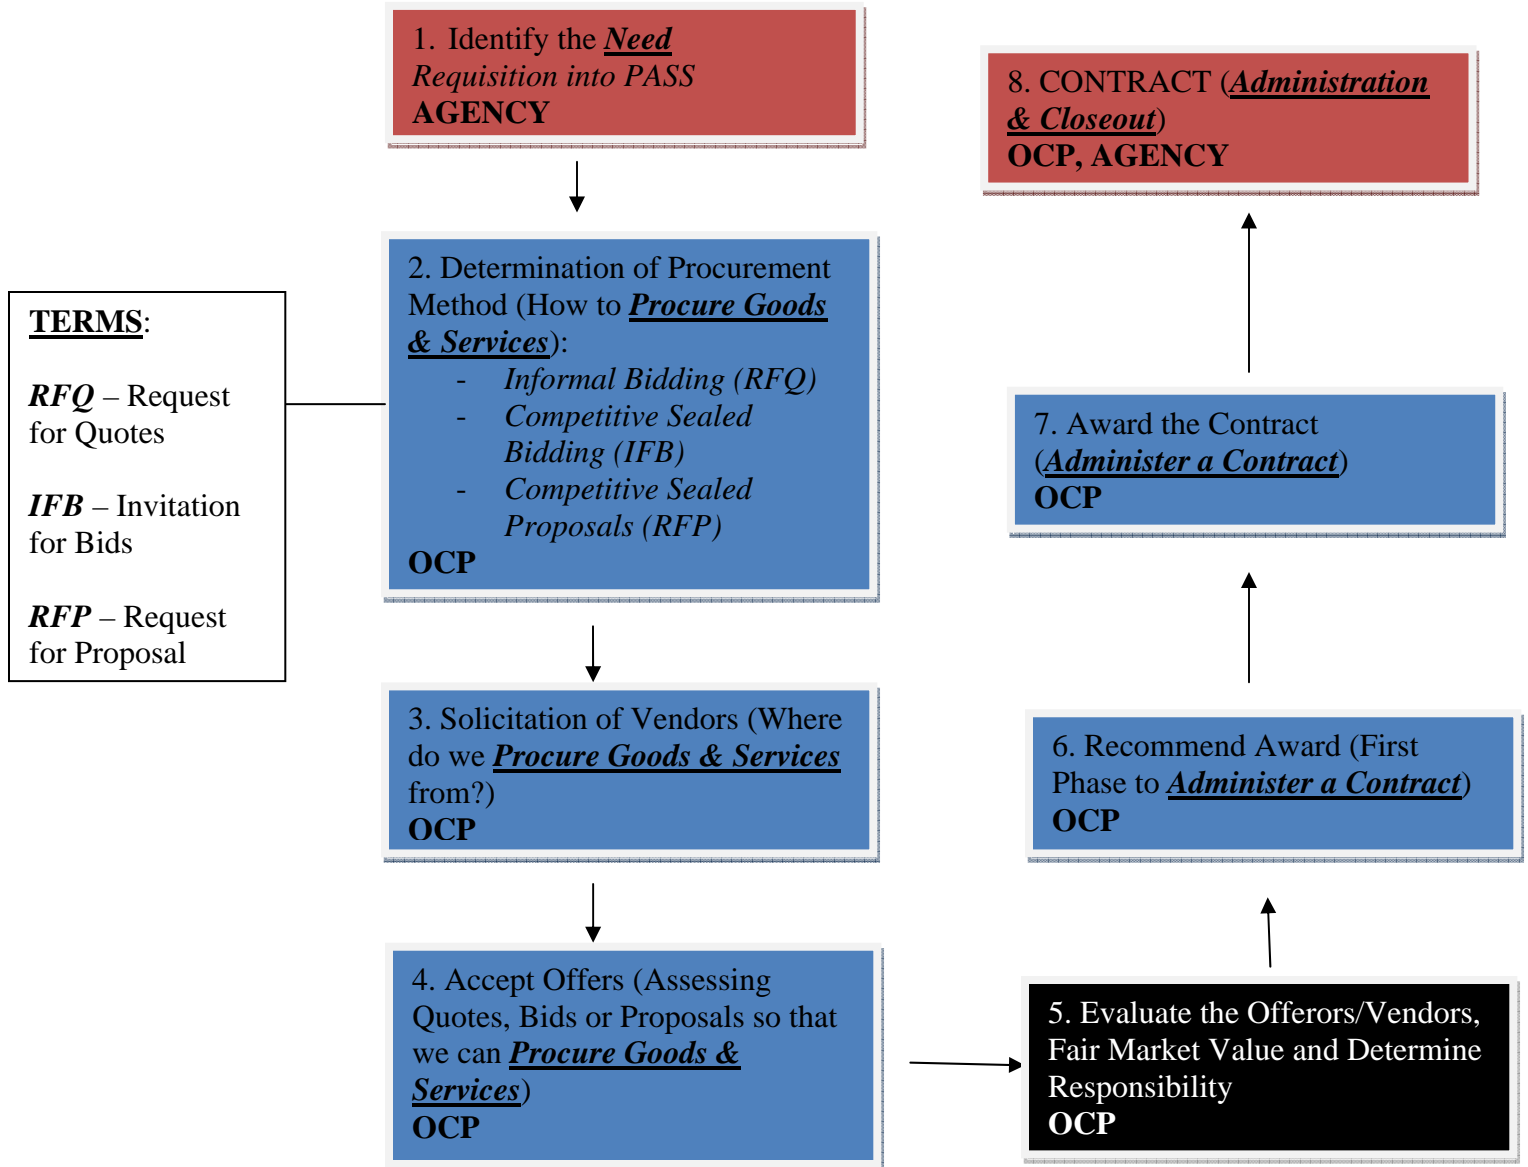 1. Identify the Need
Requisition into PASS
AGENCY
2. Determination of Procurement
Method (How to Procure Goods
& Services):
- Informal Bidding (RFQ)
- Competitive Sealed
Bidding (IFB)
- Competitive Sealed
Proposals (RFP)
OCP
TERMS:
RFQ – Request
for Quotes
IFB – Invitation
for Bids
RFP – Request
for Proposal
3. Solicitation of Vendors (Where
do we Procure Goods & Services
from?)
OCP
4. Accept Offers (Assessing
Quotes, Bids or Proposals so that
we can Procure Goods &
Services)
OCP
5. Evaluate the Offerors/Vendors,
Fair Market Value and Determine
Responsibility
OCP
6. Recommend Award (First
Phase to Administer a Contract)
OCP
7. Award the Contract
(Administer a Contract)
OCP
8. CONTRACT (Administration
& Closeout)
OCP, AGENCY